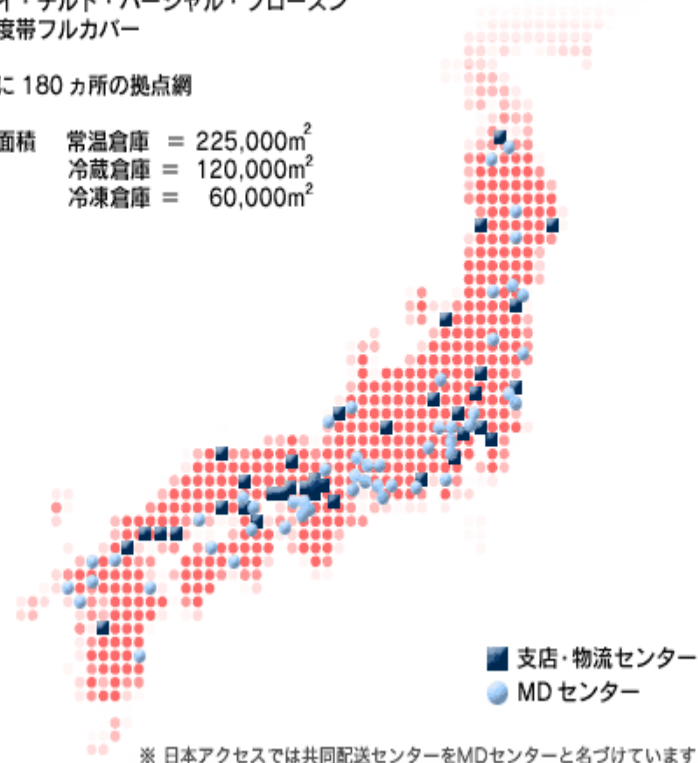 イ・チルド・パーシャル・フローズン
度帯フルカバー
に 180 ヵ所の拠点網
面積 常温倉庫 = 225,000m²
冷蔵倉庫 = 120,000m²
冷凍倉庫 = 60,000m²
支店・物流センター
MD センター
※ 日本アクセスでは共同配送センターをMDセンターと名づけています